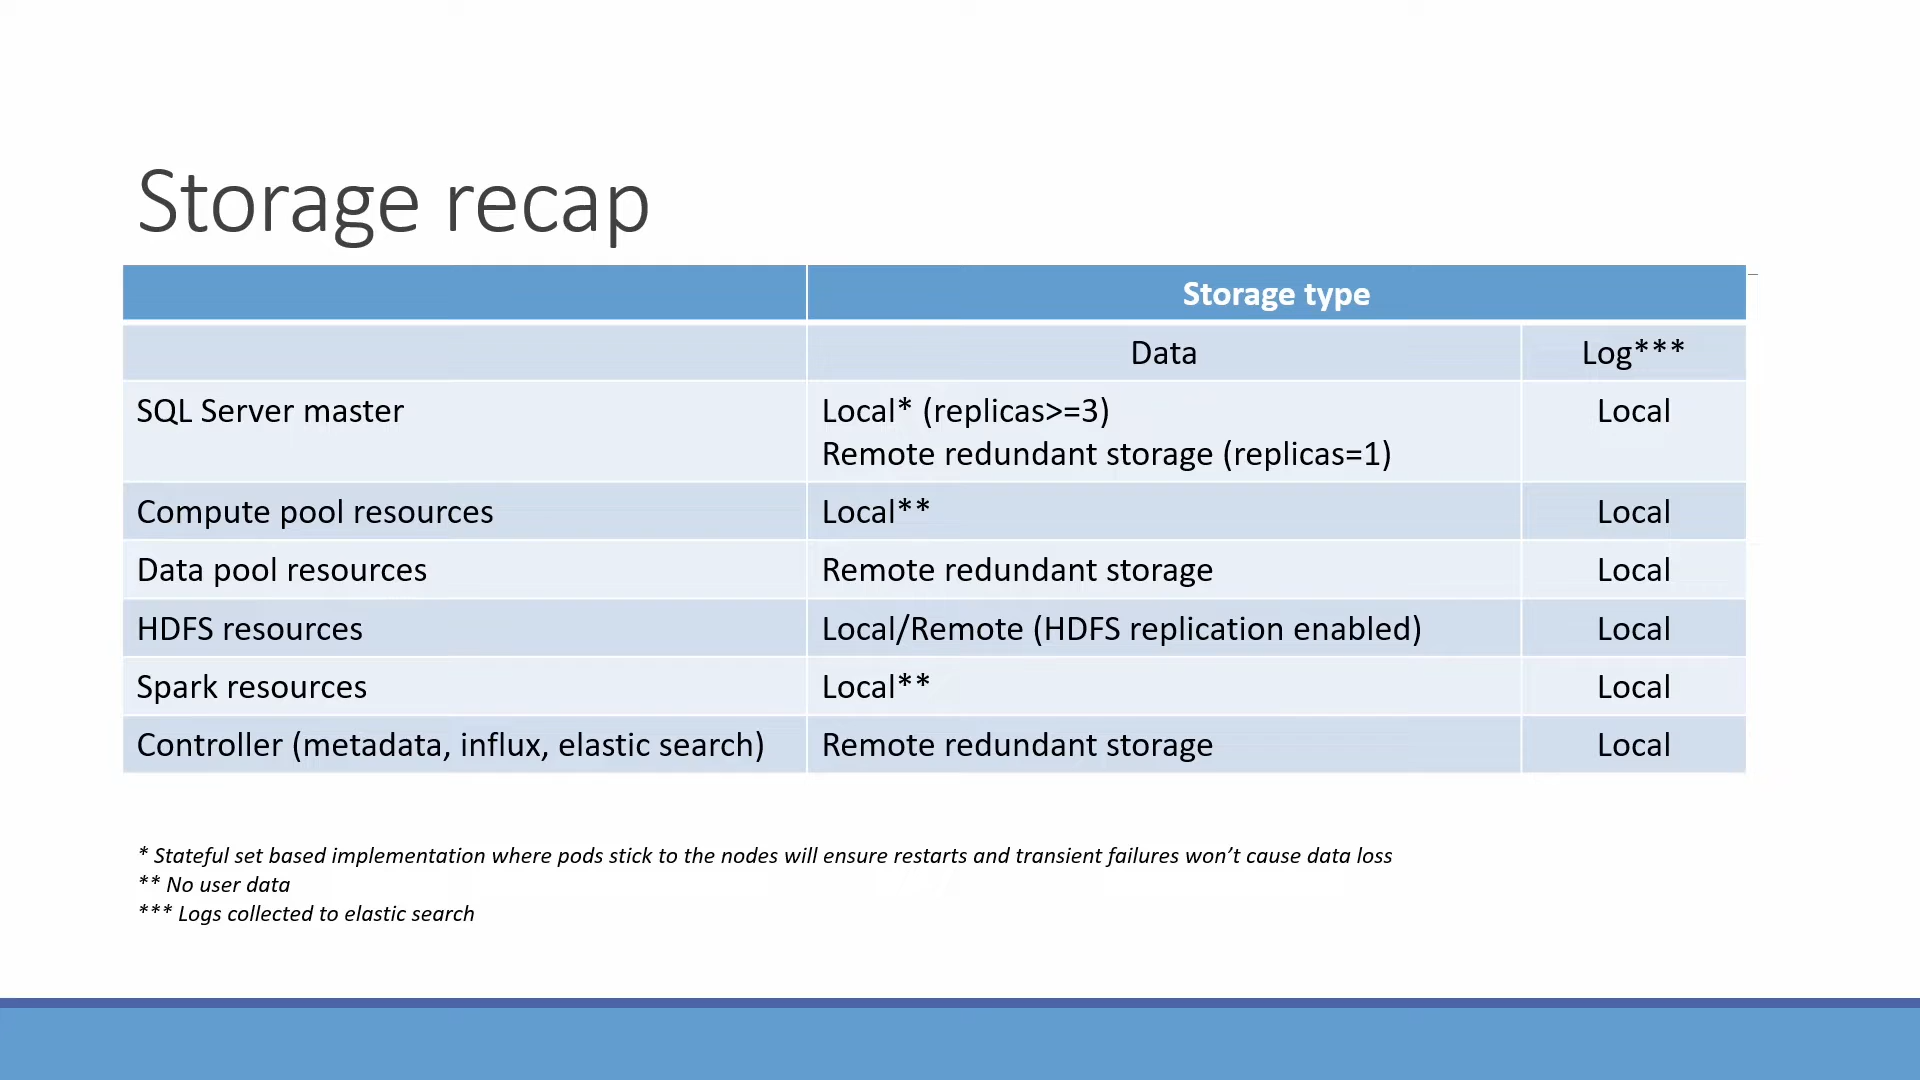 Storage recap
Storage type
Data Log***
SQL Server master Local* (replicas>=3) Local
Remote redundant storage (replicas=1)
Compute pool resources Local** Local
Data pool resources Remote redundant storage Local
HDFS resources Local/Remote (HDFS replication enabled) Local
Spark resources Local** Local
Controller (metadata, influx, elastic search) Remote redundant storage Local
* Stateful set based implementation where pods stick to the nodes will ensure restarts and transient failures won’t cause data loss
** No user data
*** Logs collected to elastic search